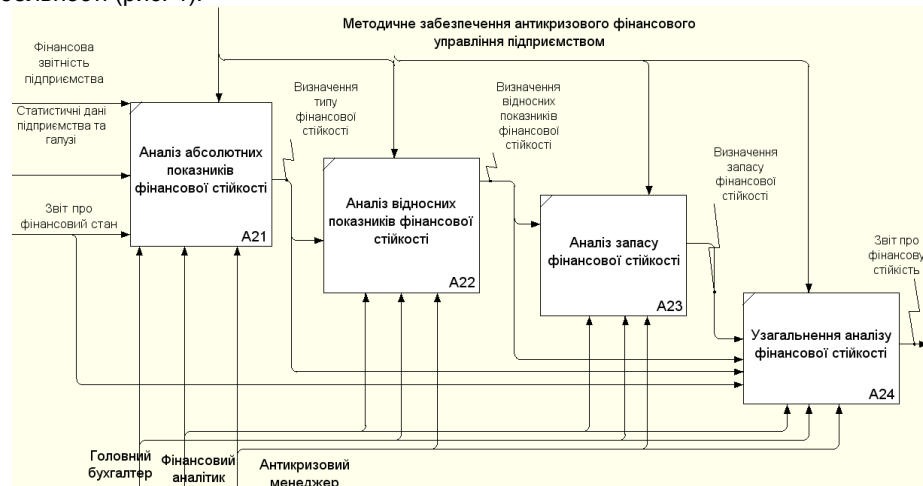 (рис. 4).
Методичне забезпечення антикризового фінансового
управління підприємством
Фінансова
звітність
підприємства
Статистичні дані
підприємства та
галузі
Звіт про
фінансовий стан
Аналіз абсолютних
показників
фінансової стійкості
A21
Визначення
типу
фінансової
стійкості
Аналіз відносних
показників фінансової
стійкості
A22
Визначення
відносних
показників
фінансової
стійкості
Аналіз запасу
фінансової стійкості
A23
Визначення
запасу
фінансової
стійкості
Узагальнення аналізу
фінансової стійкості
A24
Звіт про
фінансову
стійкість
Головний
бухгалтер
Фінансовий
аналітик
Антикризовий
менеджер